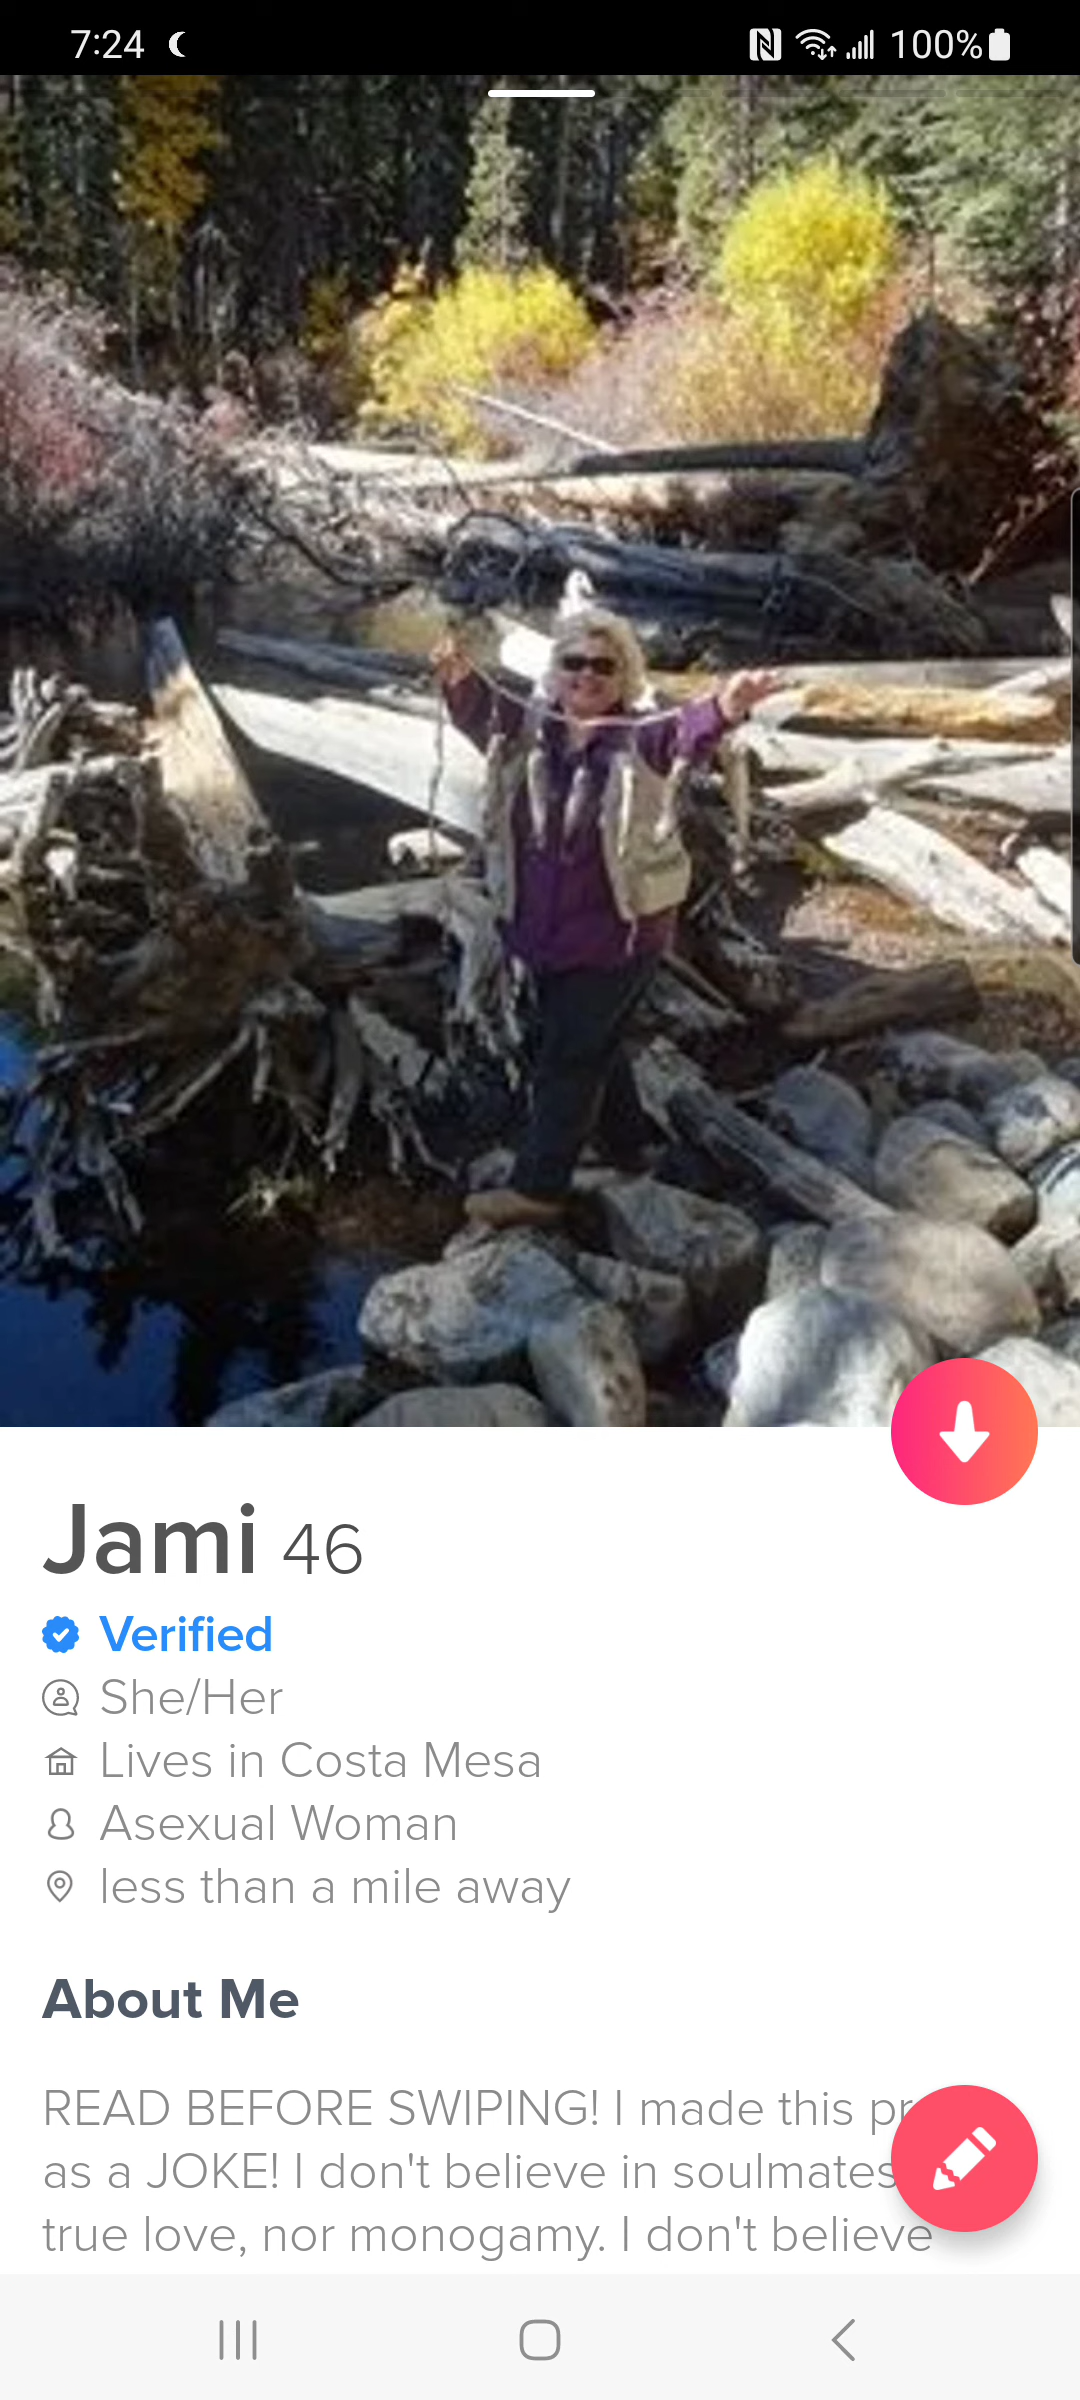 7:24 100%
Jami 46
Verified
She/Her
Lives in Costa Mesa
Asexual Woman
less than a mile away
About Me
READ BEFORE SWIPING! I made this
as a JOKE! I don't believe in soulmates
true love, nor monogamy. I don't believe